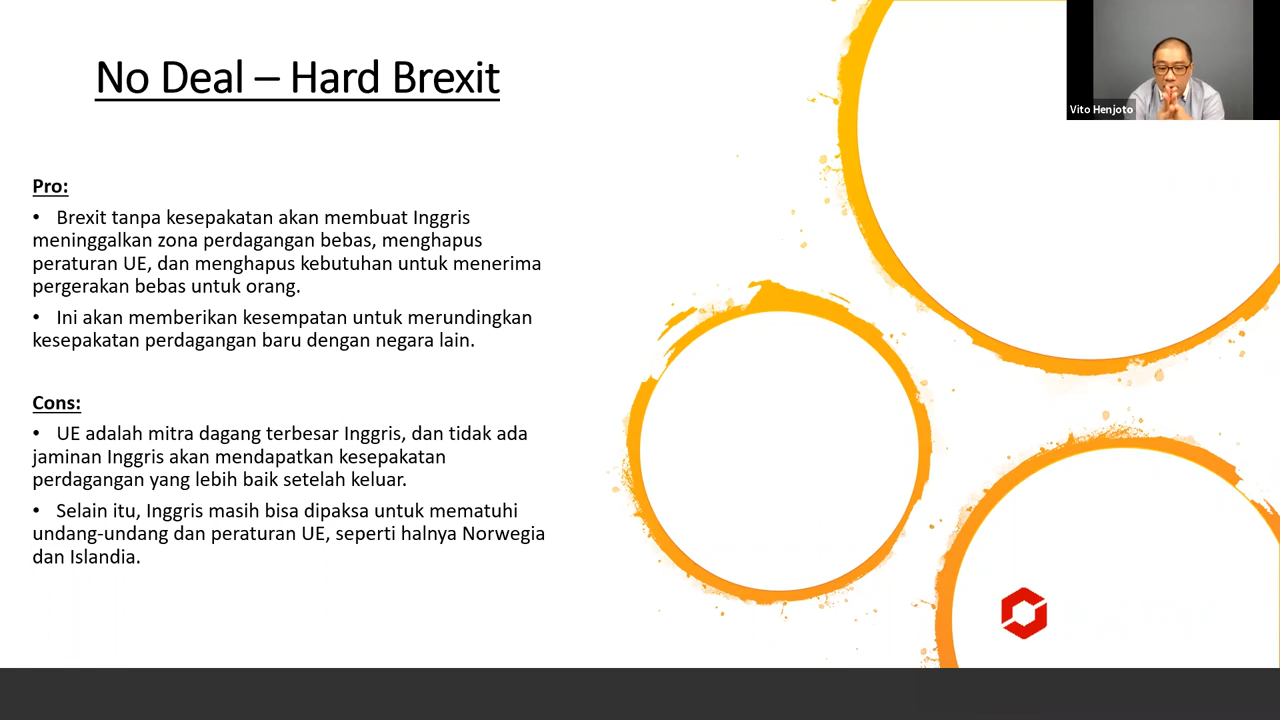 No Deal – Hard Brexit
Vito Henjoto
Pro:
• Brexit tanpa kesepakatan akan membuat Inggris
meninggalkan zona perdagangan bebas, menghapus
peraturan UE, dan menghapus kebutuhan untuk menerima
pergerakan bebas untuk orang.
• Ini akan memberikan kesempatan untuk merundingkan
kesepakatan perdagangan baru dengan negara lain.
Cons:
• UE adalah mitra dagang terbesar Inggris, dan tidak ada
jaminan Inggris akan mendapatkan kesepakatan
perdagangan yang lebih baik setelah keluar.
• Selain itu, Inggris masih bisa dipaksa untuk mematuhi
undang-undang dan peraturan UE, seperti halnya Norwegia
dan Islandia.